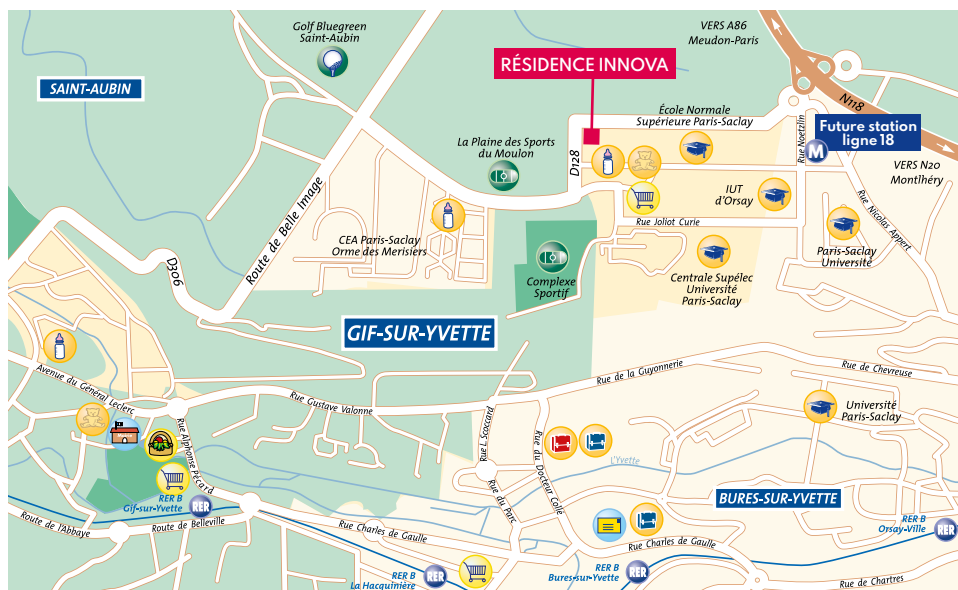 Golf Bluegreen
Saint-Aubin
VERS A86
Meudon-Paris
RÉSIDENCE INNOVA
SAINT-AUBIN
N118
École Normale
Supérieure Paris-Saclay
Rue Noetzlin
Future station
ligne 18
M
La Plaine des Sports
du Moulon
D128
VERS N20
Montlhéry
IUT
d'Orsay
Rue Nicolas Appert
Route de Belle Image
Rue Joliot Curie
CEA Paris-Saclay
Orme des Merisiers
Paris-Saclay
Université
D306
Complexe
Sportif
Centrale Supélec
Université
Paris-Saclay
GIF-SUR-YVETTE
Avenue du Général Leclerc
Rue de la Guyonnerie
Rue de Chevreuse
Rue Gustave Valonne
Université
Paris-Saclay
Rue Alphonse Pécard
Rue L Scoccard
Rue du Docteur Collé
L'Yvette
RER B
Gif-sur-Yvette
RER
Rue du Parc
BURES-SUR-YVETTE
Route de l'Abbaye
Route de Belleville
Rue Charles de Gaulle
Rue Charles de Gaulle
RER B
Orsay-Ville
RER
RER B
La Hacquinière
RER
RER B
Bures-sur-Yvette
RER
Rue de Chartres